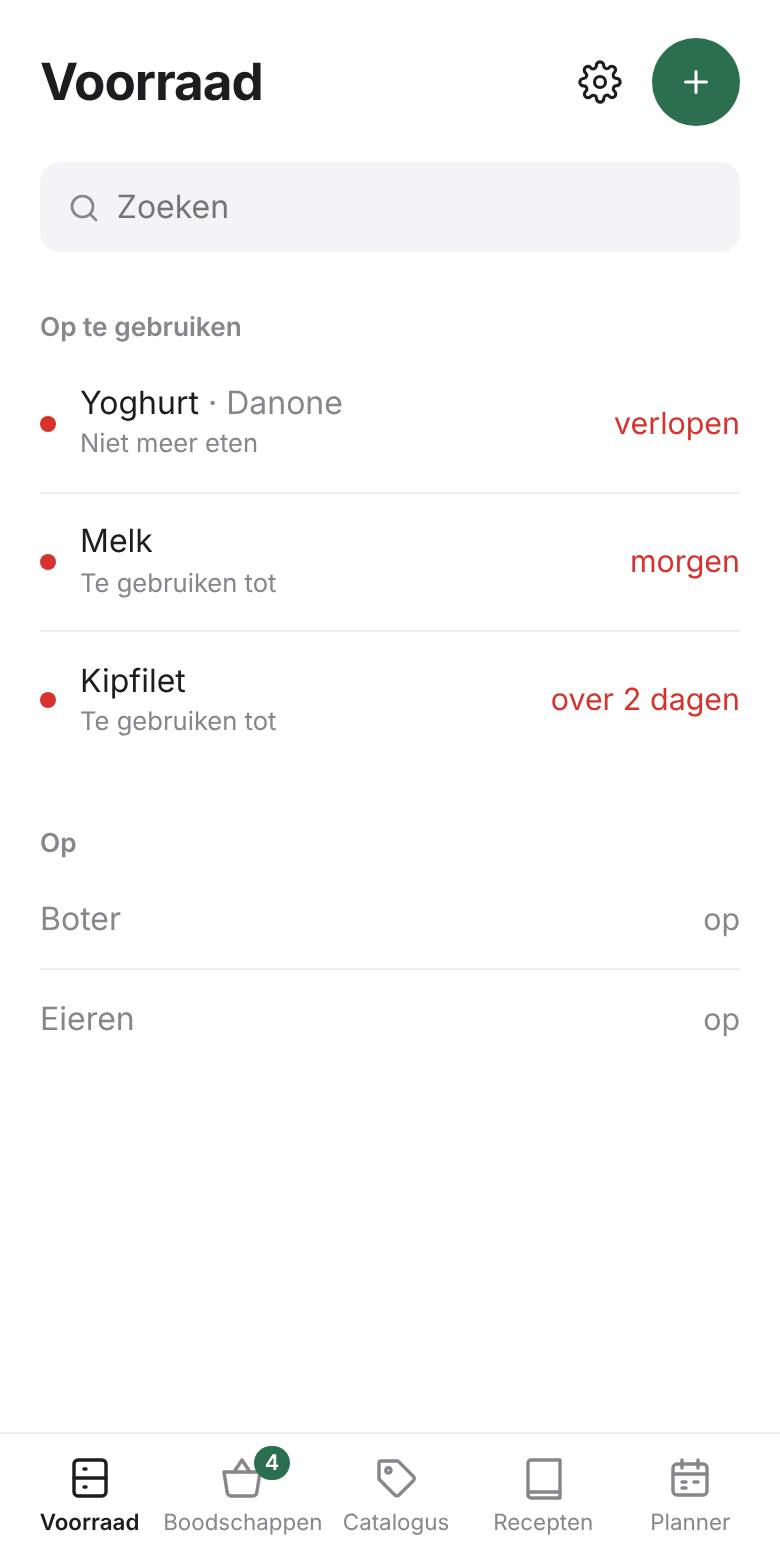 Voorraad
Zoeken
Op te gebruiken
Yoghurt · Danone
Niet meer eten
verlopen
Melk
Te gebruiken tot
morgen
Kipfilet
Te gebruiken tot
over 2 dagen
Op
Boter
op
Eieren
op
4
Voorraad
Boodschappen
Catalogus
Recepten
Planner